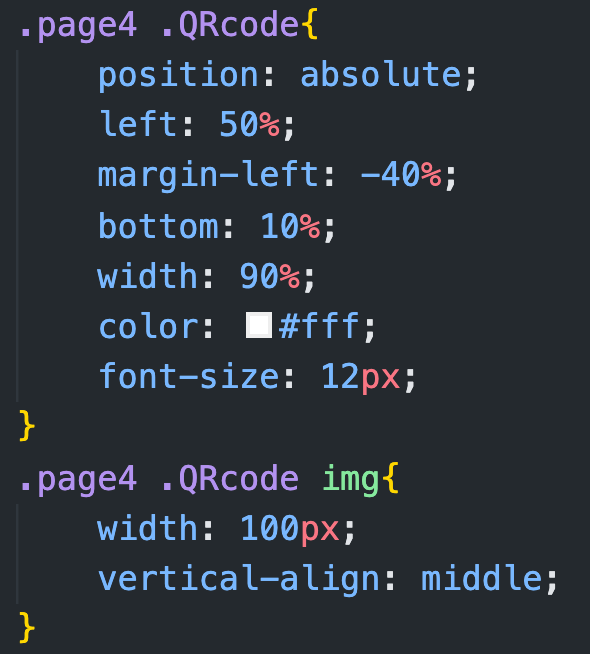 .page4 .QRcode{
    position: absolute;
    left: 50%;
    margin-left: -40%;
    bottom: 10%;
    width: 90%;
    color: #fff;
    font-size: 12px;
}
.page4 .QRcode img{
    width: 100px;
    vertical-align: middle;
}